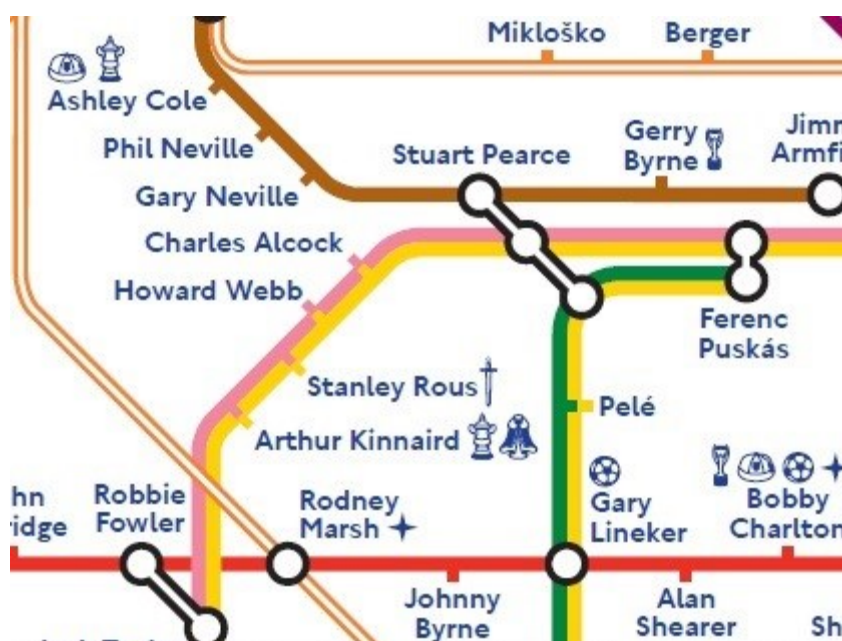 Mikloško
Berger
Ashley Cole
Phil Neville
Gary Neville
Stuart Pearce
Gerry
Byrne
Charles Alcock
Howard Webb
Ferenc
Puskás
Stanley Rous
Pelé
Arthur Kinnaird
Robbie
Fowler
Rodney
Marsh
Gary
Lineker
Bobby
Charlton
Johnny
Byrne
Alan
Shearer